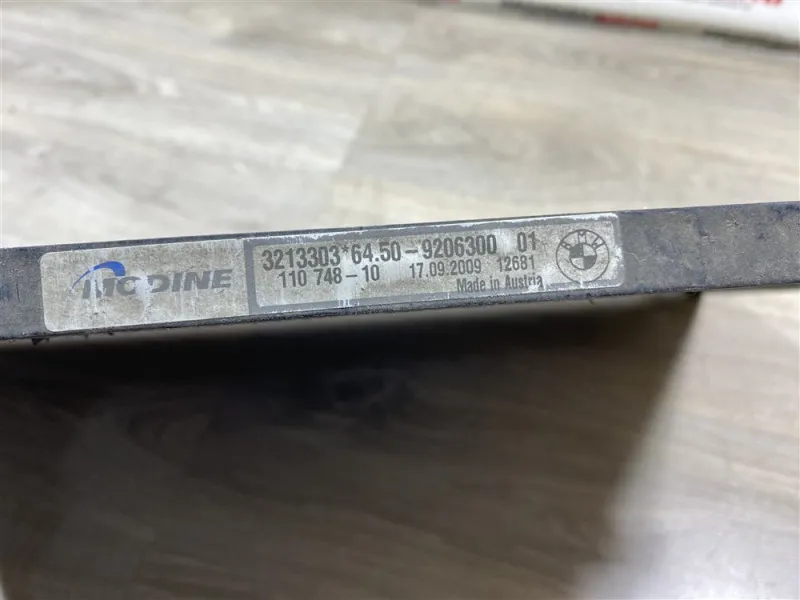 MODINE
3213303*64.50-9206300 01
110 748-10 17.09.2009 12681
Made in Austria
BMW